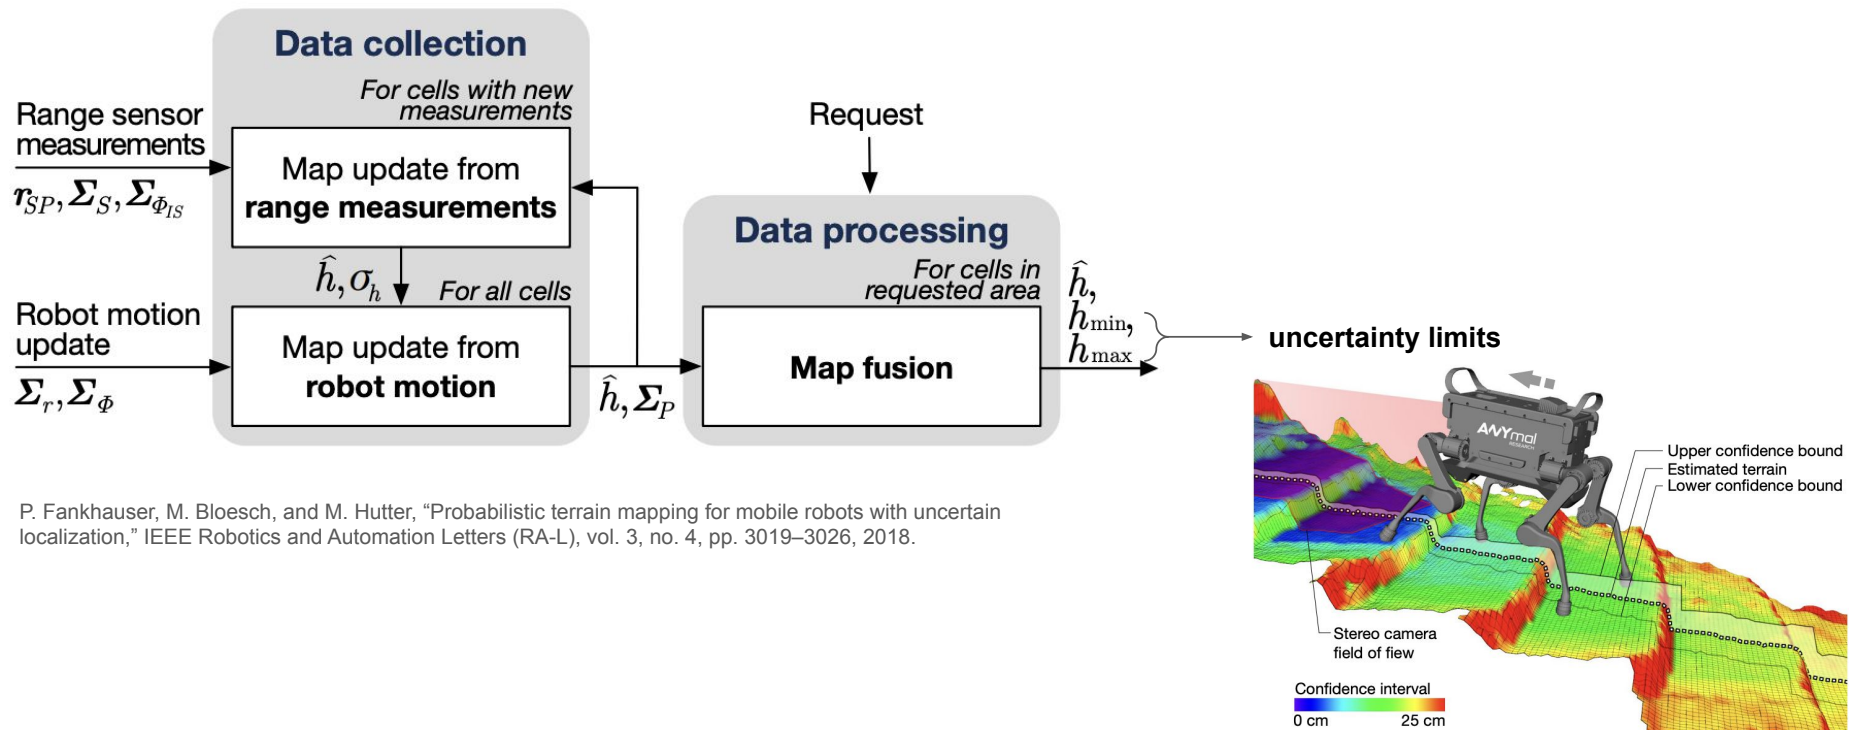 Data collection
For cells with new
measurements
Range sensor
measurements
r_SP, Σ_S, Σ_Φ_IS
Map update from
range measurements
ĥ, σ_h
For all cells
Robot motion
update
Σ_r, Σ_Φ
Map update from
robot motion
ĥ, Σ_P
Request
Data processing
For cells in
requested area
Map fusion
ĥ,
h_min,
h_max
uncertainty limits
P. Fankhauser, M. Bloesch, and M. Hutter, “Probabilistic terrain mapping for mobile robots with uncertain
localization,” IEEE Robotics and Automation Letters (RA-L), vol. 3, no. 4, pp. 3019–3026, 2018.
ANYmal
RESEARCH
Upper confidence bound
Estimated terrain
Lower confidence bound
Stereo camera
field of fiew
Confidence interval
0 cm 25 cm